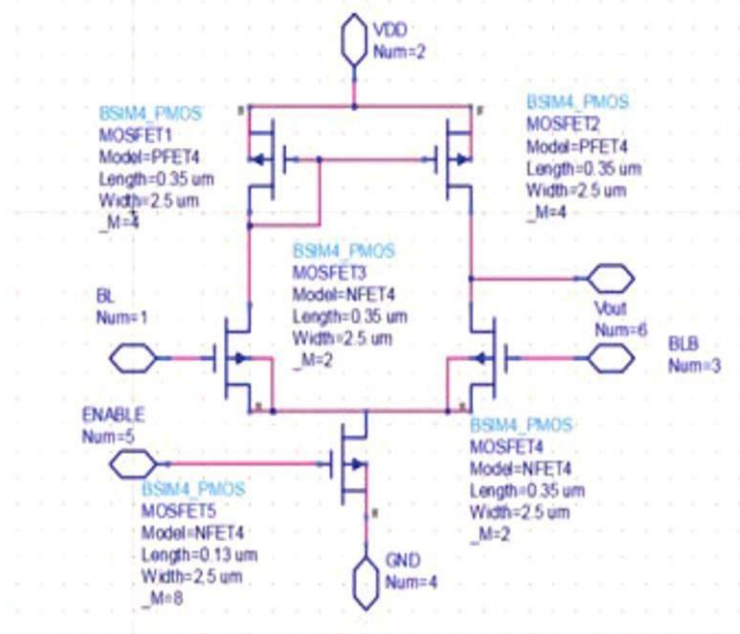 VDD
Num=2
BSIM4_PMOS
MOSFET1
Model=PFET4
Length=0.35 um
Width=2.5 um
_M=4
BSIM4_PMOS
MOSFET2
Model=PFET4
Length=0.35 um
Width=2.5 um
_M=4
BSIM4_PMOS
MOSFET3
Model=NFET4
Length=0.35 um
Width=2.5 um
_M=2
BL
Num=1
Vout
Num=6
BLB
Num=3
ENABLE
Num=5
BSIM4_PMOS
MOSFET5
Model=NFET4
Length=0.13 um
Width=2.5 um
_M=8
BSIM4_PMOS
MOSFET4
Model=NFET4
Length=0.35 um
Width=2.5 um
_M=2
GND
Num=4